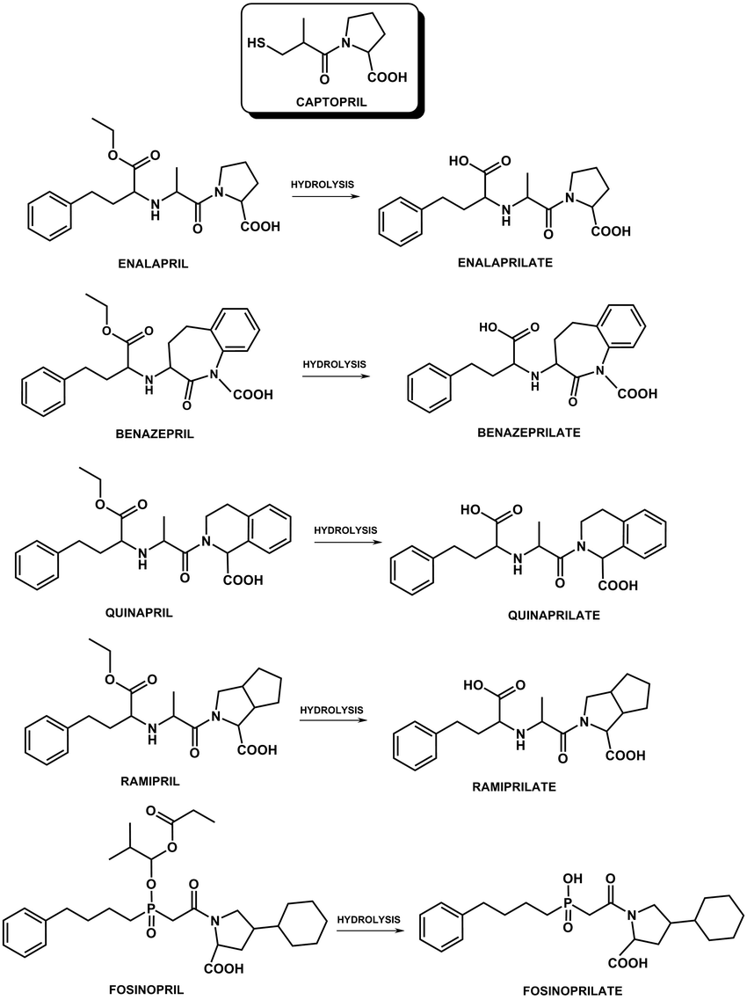 HS
N
O
COOH
CAPTOPRIL
O
O
N
H
O
N
COOH
ENALAPRIL
HYDROLYSIS
HO
O
N
H
O
N
COOH
ENALAPRILATE
O
O
N
H
O
N
COOH
BENAZEPRIL
HYDROLYSIS
HO
O
N
H
O
N
COOH
BENAZEPRILATE
O
O
N
H
O
N
COOH
QUINAPRIL
HYDROLYSIS
HO
O
N
H
O
N
COOH
QUINAPRILATE
O
O
N
H
O
N
COOH
RAMIPRIL
HYDROLYSIS
HO
O
N
H
O
N
COOH
RAMIPRILATE
O
O
O
O
P
O
N
COOH
FOSINOPRIL
HYDROLYSIS
OH
O
P
O
N
COOH
FOSINOPRILATE